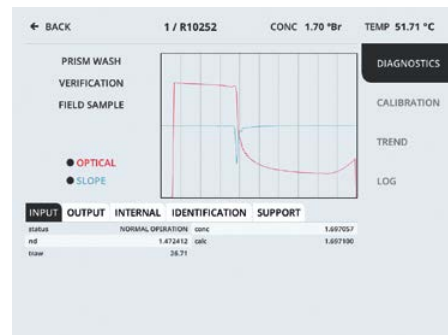 ← BACK 1 / R10252 CONC 1.70 °Br TEMP 51.71 °C
PRISM WASH
VERIFICATION
FIELD SAMPLE
OPTICAL
SLOPE
DIAGNOSTICS
CALIBRATION
TREND
LOG
INPUT OUTPUT INTERNAL IDENTIFICATION SUPPORT
status NORMAL OPERATION conc 1.697057
nd 1.472412 calc 1.697100
traw 26.71